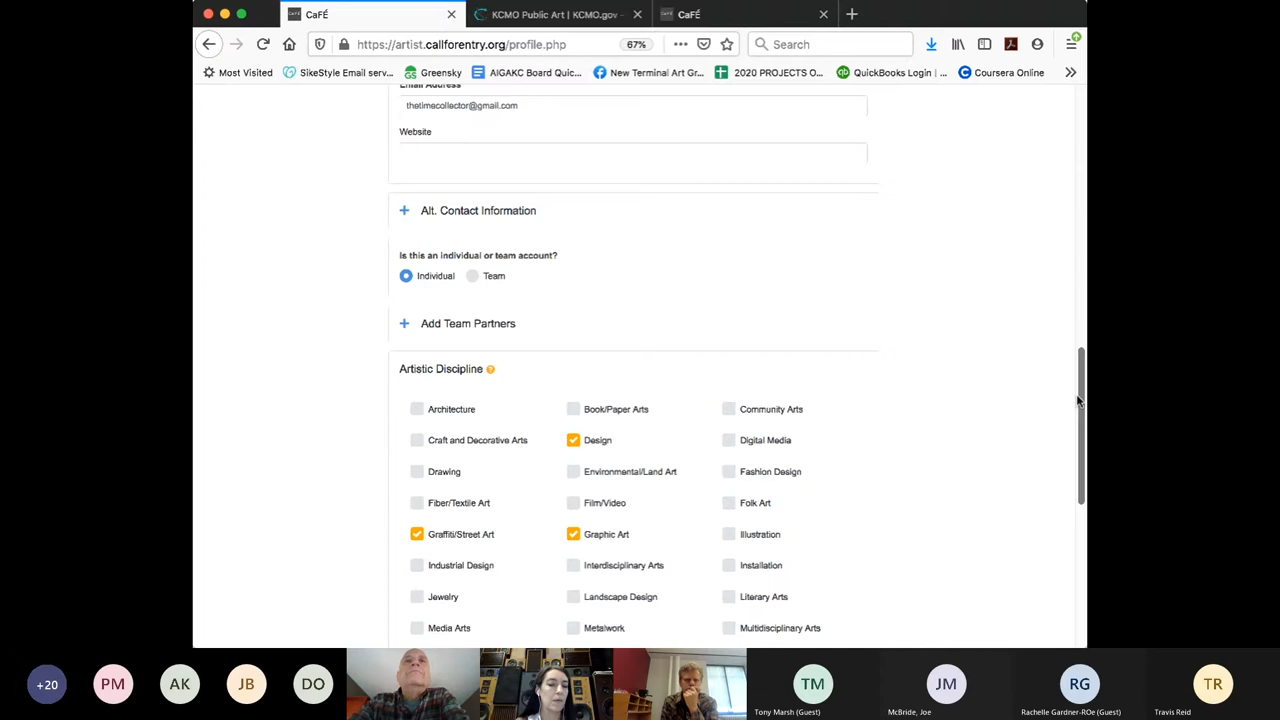 CaFÉ
KCMO Public Art | KCMO.gov -
CaFÉ
https://artist.callforentry.org/profile.php
67%
Search
Most Visited
SikeStyle Email serv...
Greensky
AIGAKC Board Quic...
New Terminal Art Gr...
2020 PROJECTS O...
QuickBooks Login | ...
Coursera Online
Email Address
thetimecollector@gmail.com
Website
+ Alt. Contact Information
Is this an individual or team account?
Individual Team
+ Add Team Partners
Artistic Discipline ?
Architecture Book/Paper Arts Community Arts
Craft and Decorative Arts Design Digital Media
Drawing Environmental/Land Art Fashion Design
Fiber/Textile Art Film/Video Folk Art
Graffiti/Street Art Graphic Art Illustration
Industrial Design Interdisciplinary Arts Installation
Jewelry Landscape Design Literary Arts
Media Arts Metalwork Multidisciplinary Arts
+20 PM AK JB DO TM JM RG TR
Tony Marsh (Guest) McBride, Joe Rachelle Gardner-ROe (Guest) Travis Reid